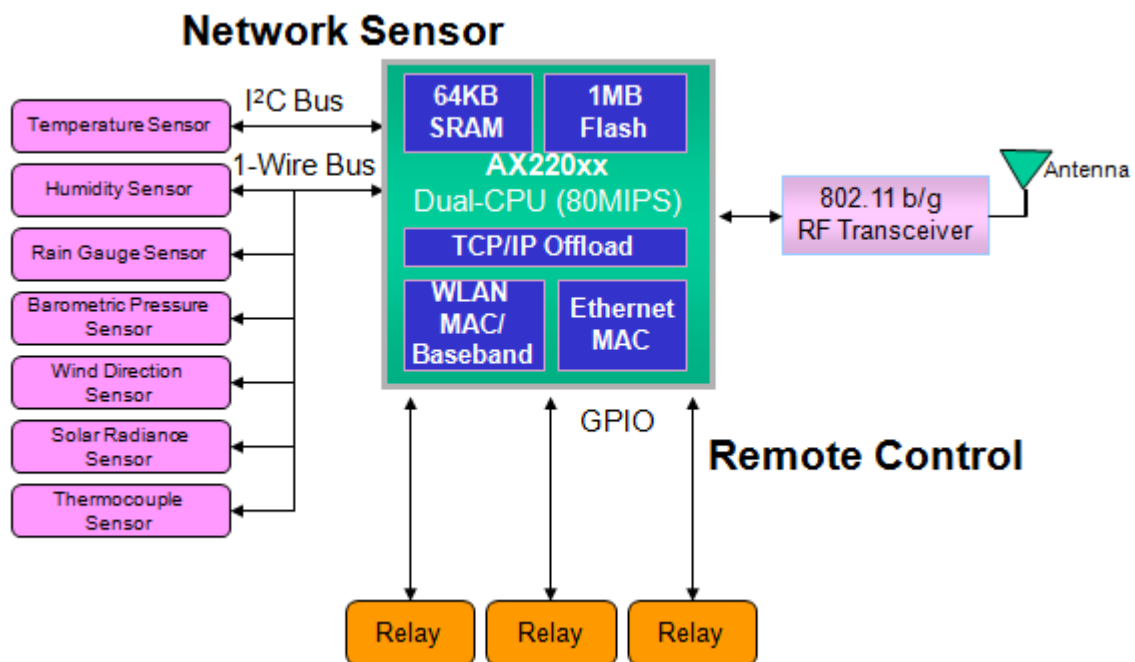 Network Sensor
I²C Bus
1-Wire Bus
Temperature Sensor
Humidity Sensor
Rain Gauge Sensor
Barometric Pressure
Sensor
Wind Direction
Sensor
Solar Radiance
Sensor
Thermocouple
Sensor
64KB
SRAM
1MB
Flash
AX220xx
Dual-CPU (80MIPS)
TCP/IP Offload
WLAN
MAC/
Baseband
Ethernet
MAC
802.11 b/g
RF Transceiver
Antenna
GPIO
Remote Control
Relay
Relay
Relay